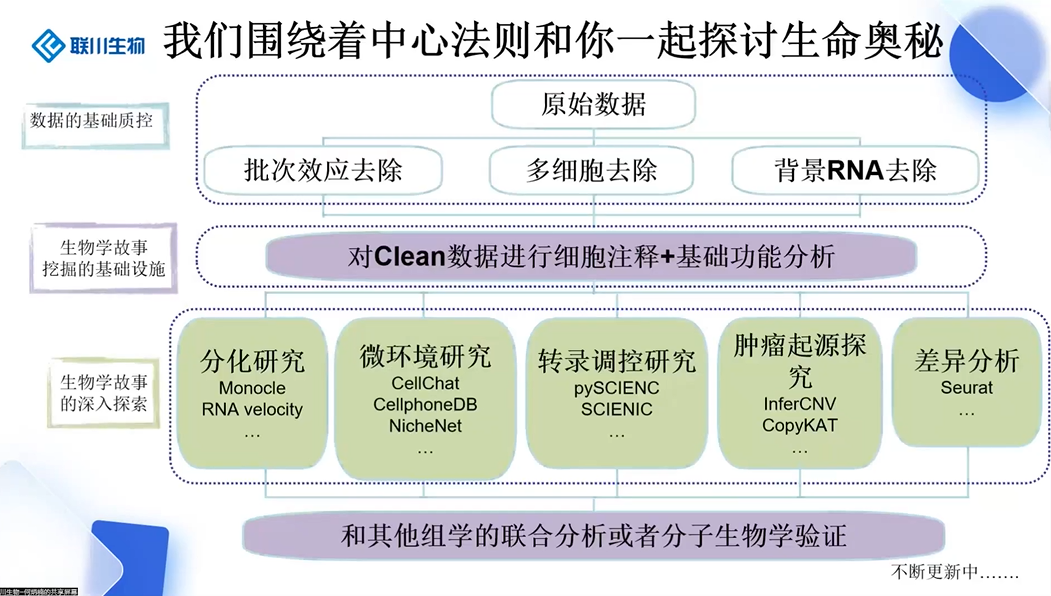 联川生物
我们围绕着中心法则和你一起探讨生命奥秘
数据的基础质控
原始数据
批次效应去除
多细胞去除
背景RNA去除
生物学故事
挖掘的基础设施
对Clean数据进行细胞注释+基础功能分析
生物学故事
的深入探索
分化研究
Monocle
RNA velocity
...
微环境研究
CellChat
CellphoneDB
NicheNet
...
转录调控研究
pySCIENC
SCIENIC
...
肿瘤起源探
究
InferCNV
CopyKAT
...
差异分析
Seurat
...
和其他组学的联合分析或者分子生物学验证
不断更新中.......